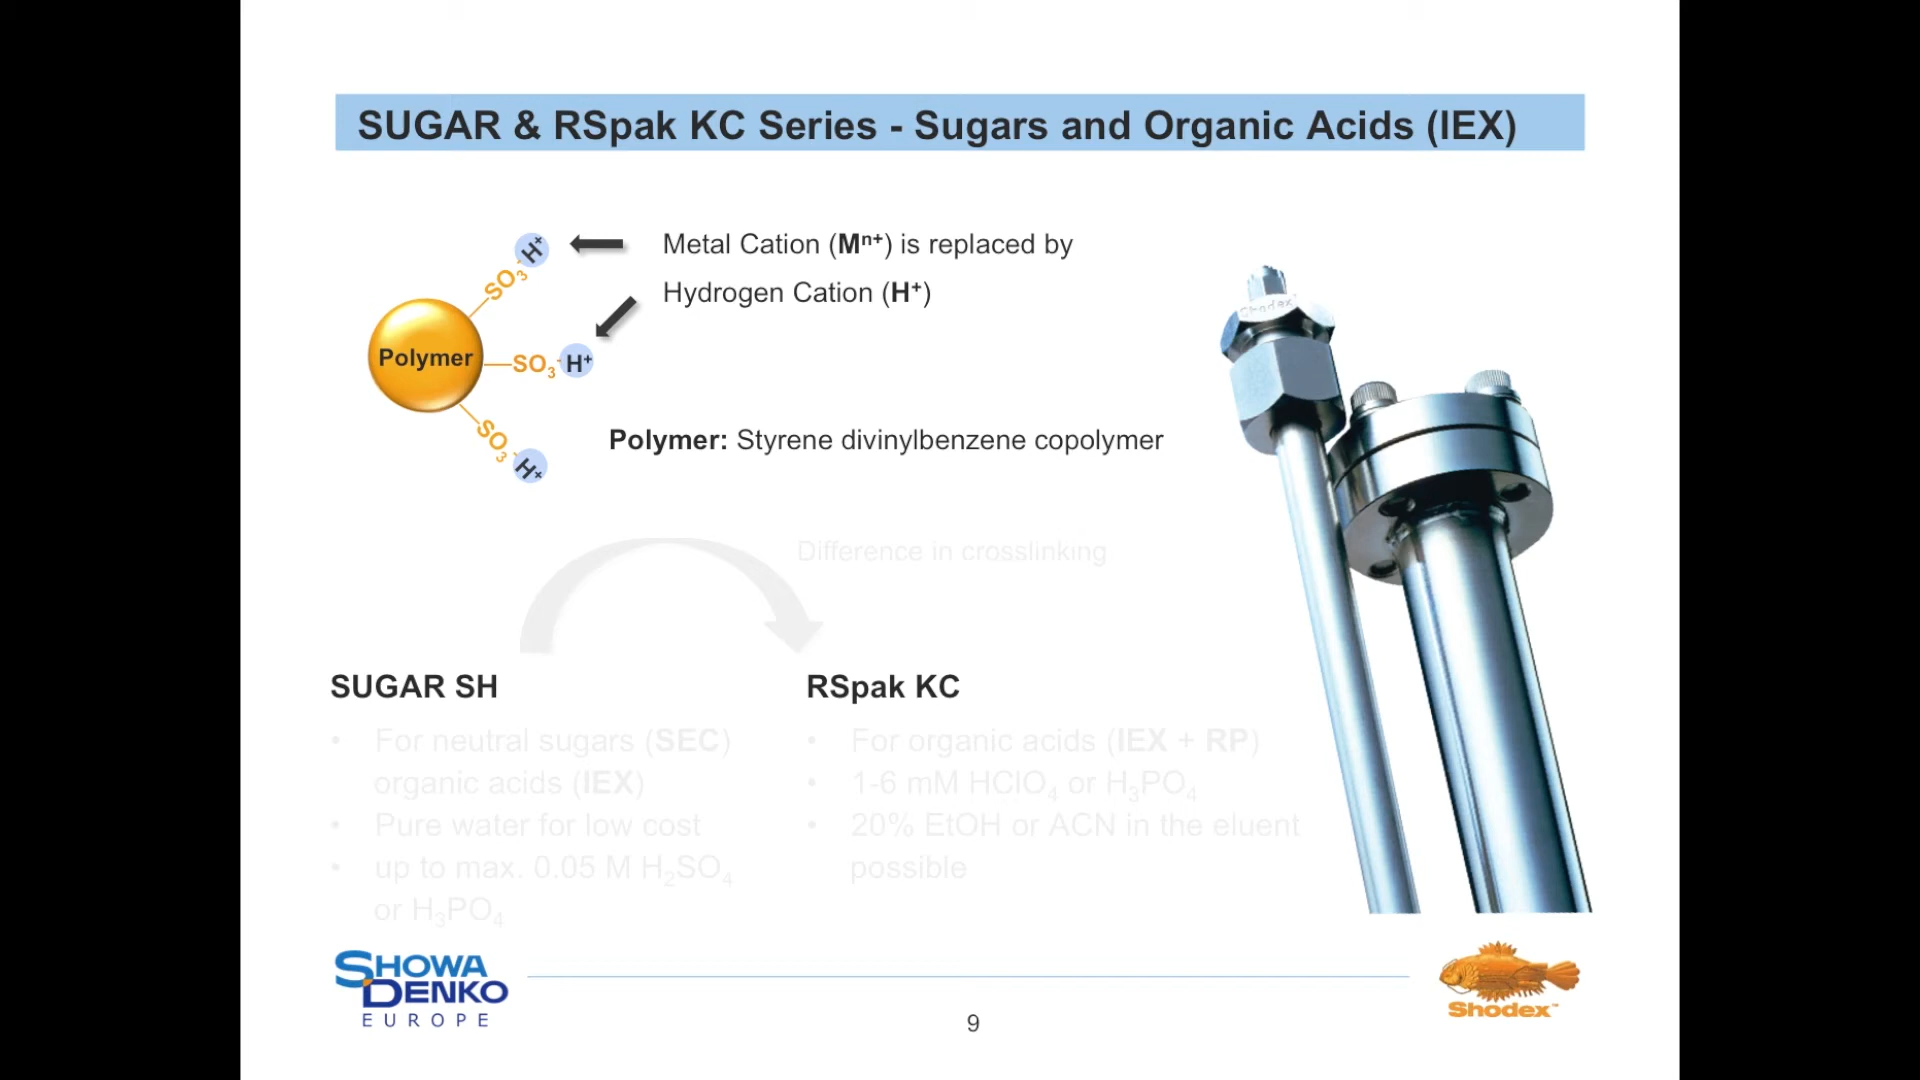 SUGAR & RSpak KC Series - Sugars and Organic Acids (IEX)
SO₃⁻ H⁺
Metal Cation (Mⁿ⁺) is replaced by
Hydrogen Cation (H⁺)
Shodex
Polymer
SO₃⁻ H⁺
SO₃⁻ H⁺
Polymer: Styrene divinylbenzene copolymer
Difference in crosslinking
SUGAR SH
• For neutral sugars (SEC)
organic acids (IEX)
• Pure water for low cost
• up to max. 0.05 M H₂SO₄
or H₃PO₄
RSpak KC
• For organic acids (IEX + RP)
• 1-6 mM HClO₄ or H₃PO₄
• 20% EtOH or ACN in the eluent
possible
SHOWA
DENKO
EUROPE
9
Shodex™